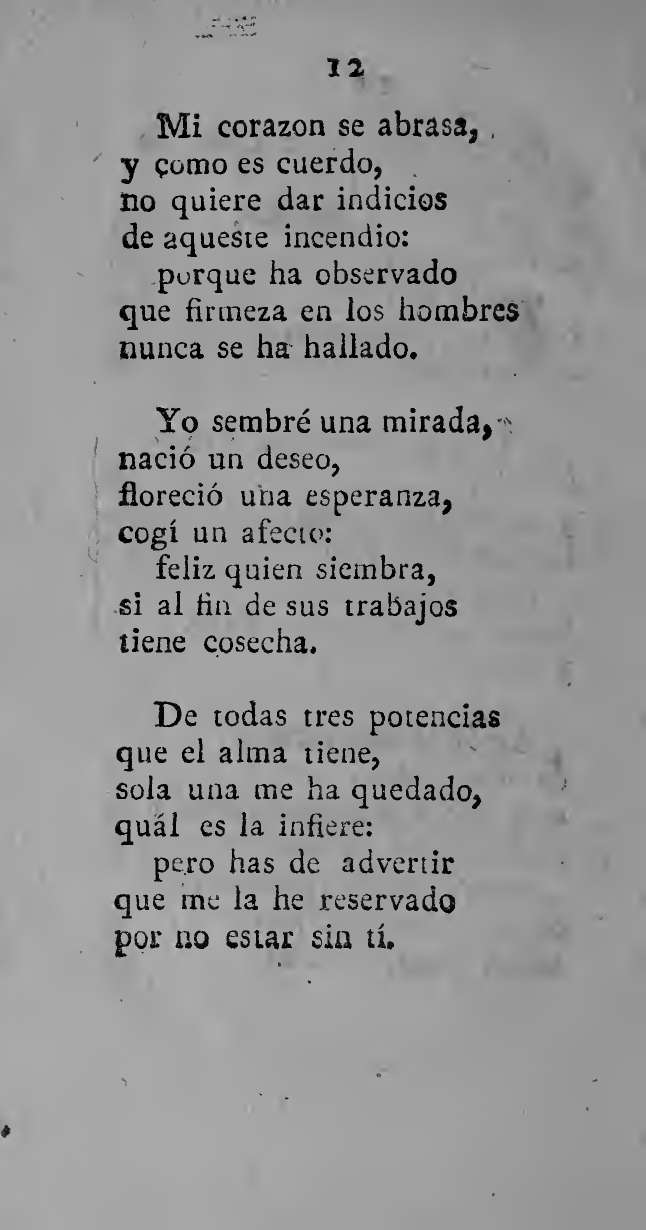 12
Mi corazon se abrasa,
y como es cuerdo,
no quiere dar indicios
de aqueste incendio:
porque ha observado
que firmeza en los hombres
nunca se ha hallado.
Yo sembré una mirada,
nació un deseo,
floreció una esperanza,
cogí un afecto:
feliz quien siembra,
si al fin de sus trabajos
tiene cosecha.
De todas tres potencias
que el alma tiene,
sola una me ha quedado,
quál es la infiere:
pero has de advertir
que me la he reservado
por no estar sin tí.